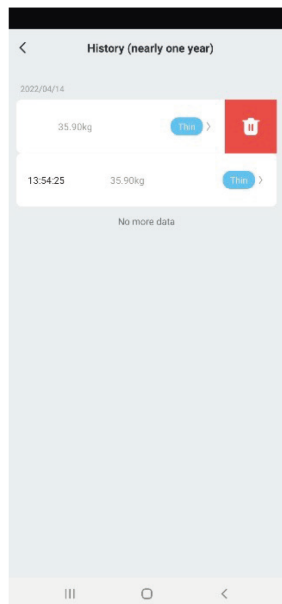 History (nearly one year)
2022/04/14
35.90kg Thin
13:54:25 35.90kg Thin
No more data